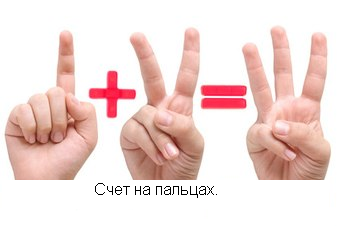 + =
Счет на пальцах.